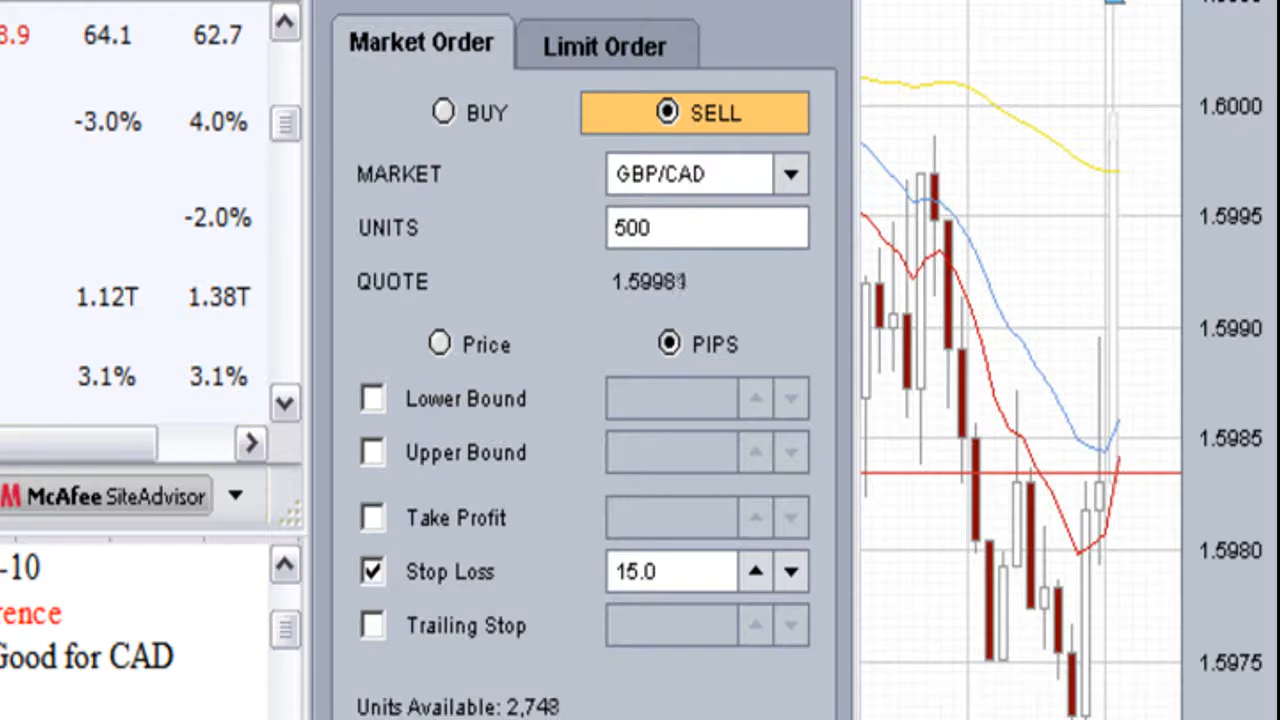 8.9 64.1 62.7
-3.0% 4.0%
-2.0%
1.12T 1.38T
3.1% 3.1%
McAfee SiteAdvisor
-10
Good for CAD
Market Order
Limit Order
BUY
SELL
MARKET
GBP/CAD
UNITS
500
QUOTE
Price
PIPS
Lower Bound
Upper Bound
Take Profit
Stop Loss
15.0
Trailing Stop
Units Available: 2,748
1.6000
1.5995
1.5990
1.5985
1.5980
1.5975